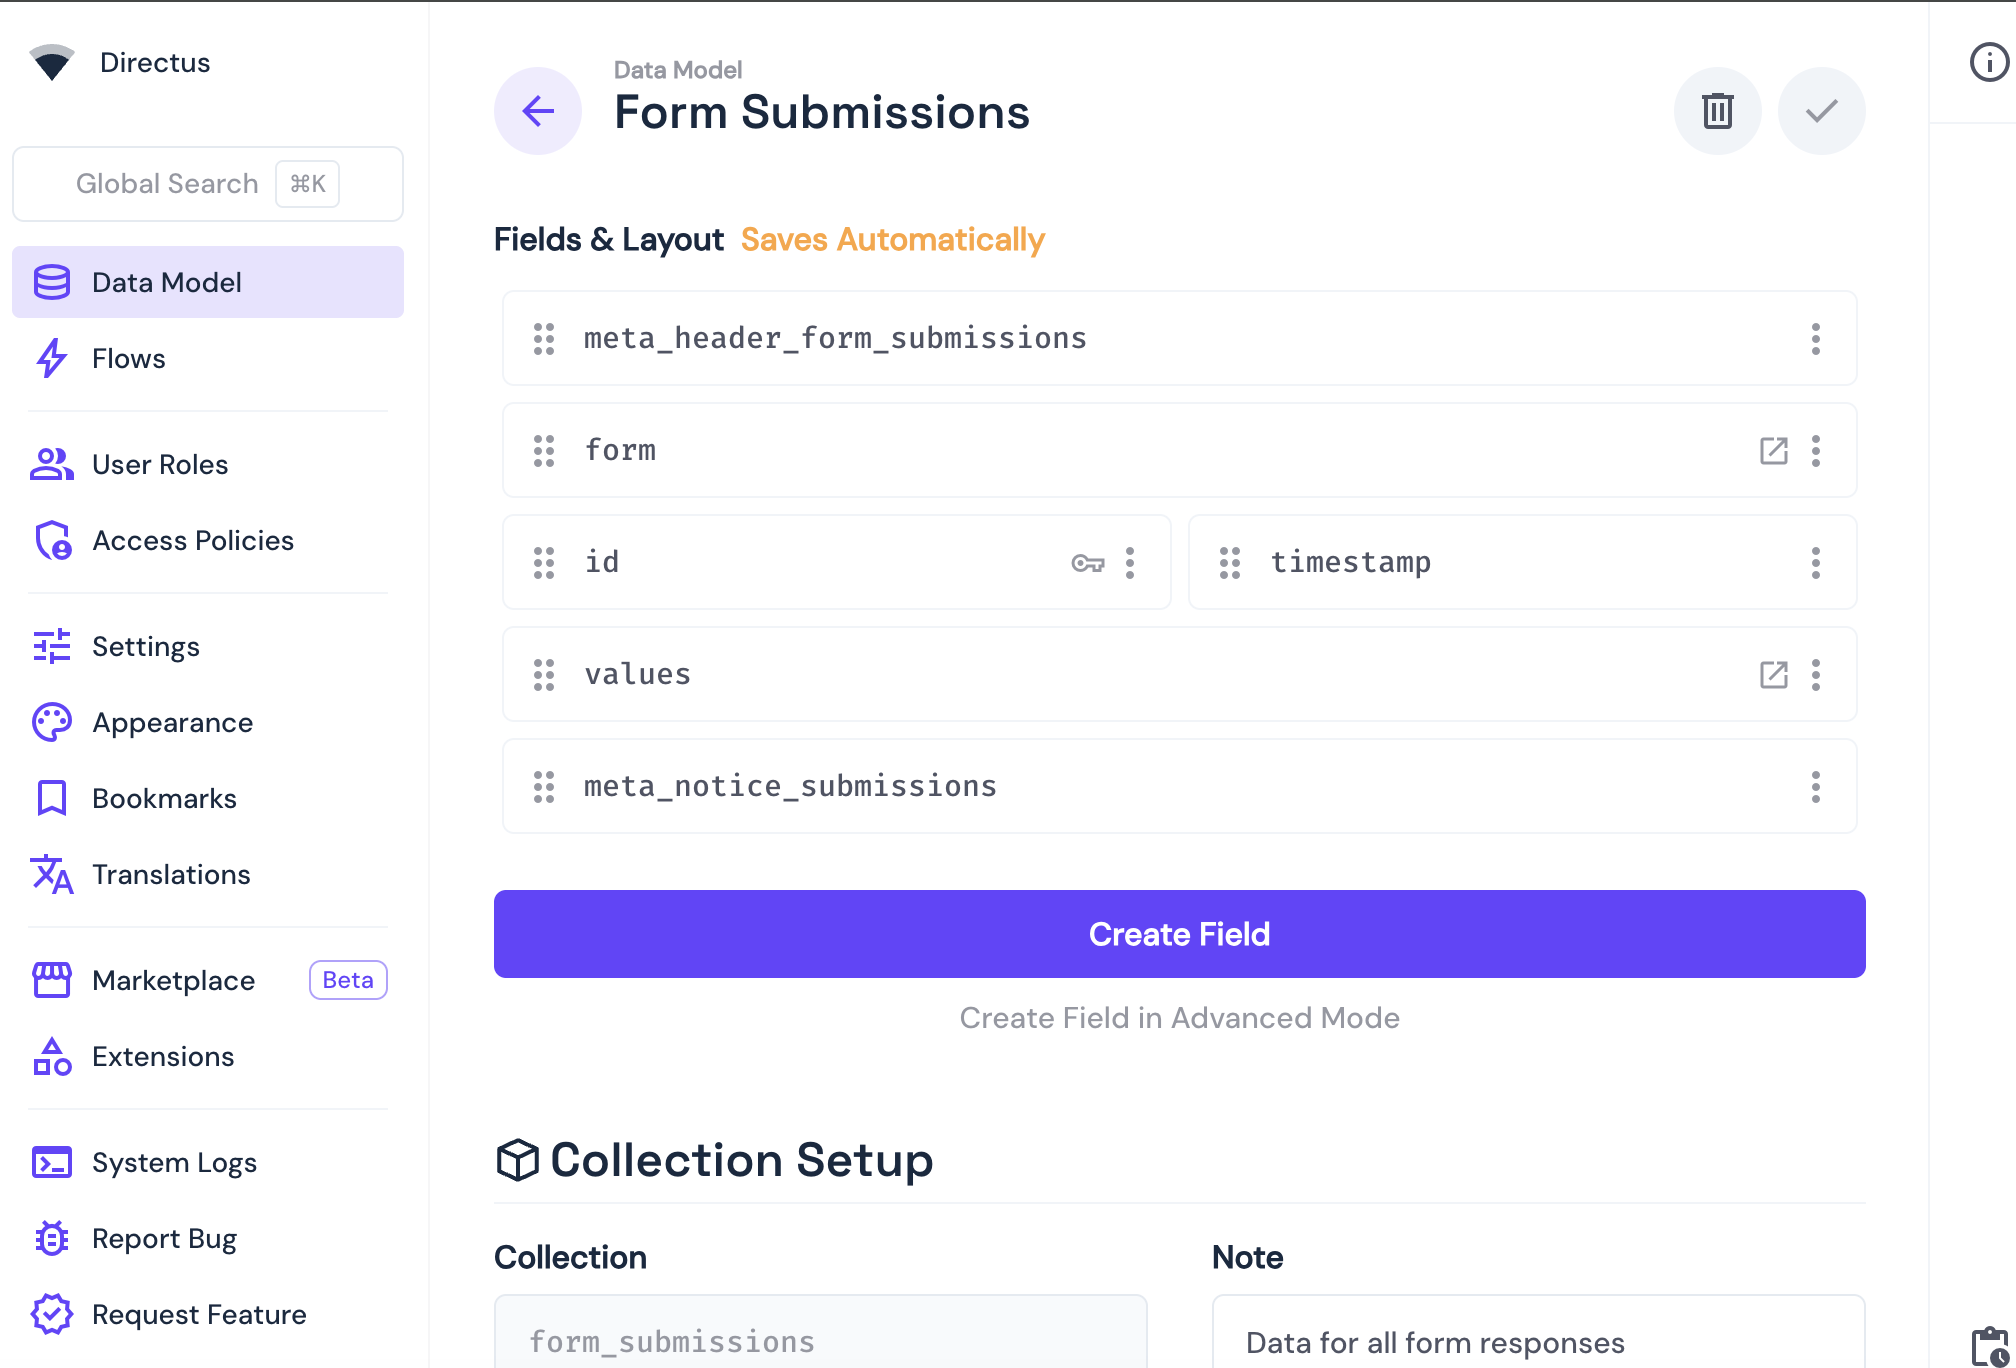 Directus
Global Search ⌘K
Data Model
Flows
User Roles
Access Policies
Settings
Appearance
Bookmarks
Translations
Marketplace Beta
Extensions
System Logs
Report Bug
Request Feature
Data Model
Form Submissions
Fields & Layout Saves Automatically
meta_header_form_submissions
form
id timestamp
values
meta_notice_submissions
Create Field
Create Field in Advanced Mode
Collection Setup
Collection Note
form_submissions Data for all form responses